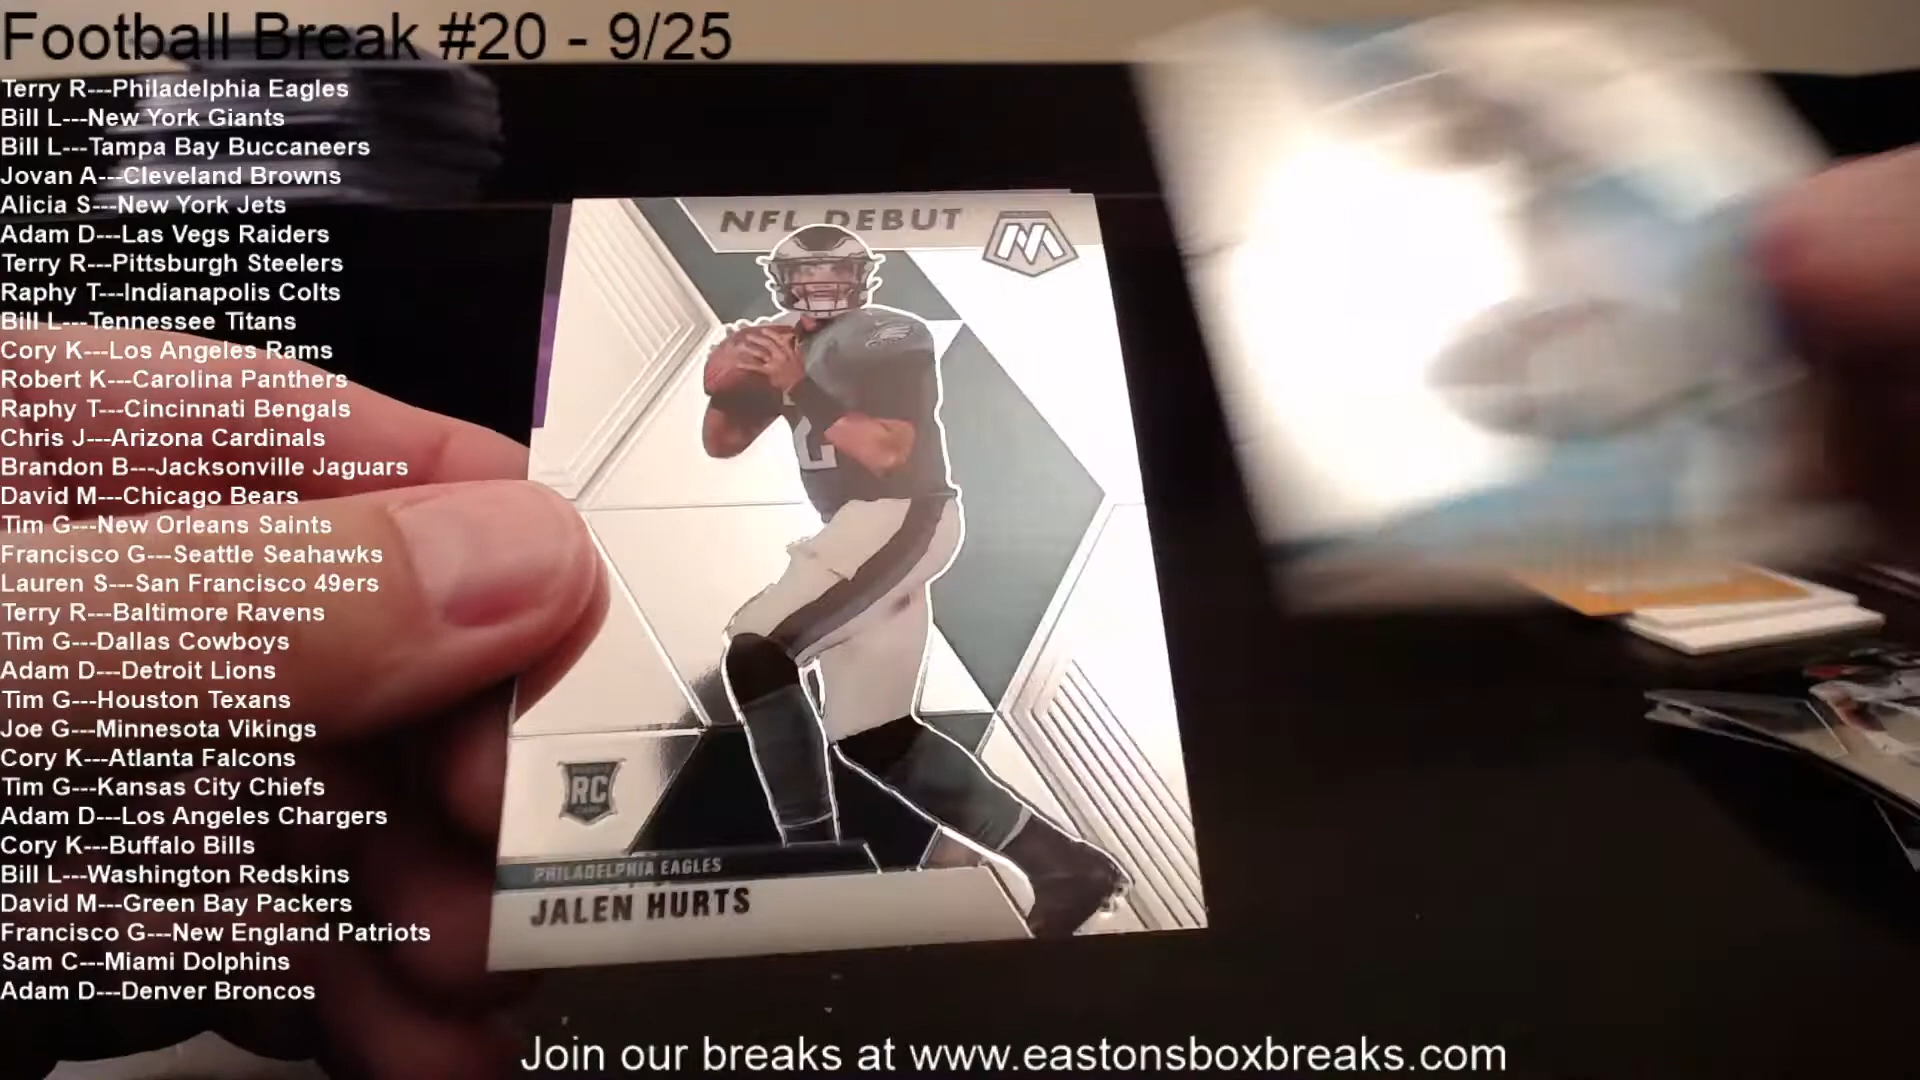 Football Break #20 - 9/25
Terry R---Philadelphia Eagles
Bill L---New York Giants
Bill L---Tampa Bay Buccaneers
Jovan A---Cleveland Browns
Alicia S---New York Jets
Adam D---Las Vegs Raiders
Terry R---Pittsburgh Steelers
Raphy T---Indianapolis Colts
Bill L---Tennessee Titans
Cory K---Los Angeles Rams
Robert K---Carolina Panthers
Raphy T---Cincinnati Bengals
Chris J---Arizona Cardinals
Brandon B---Jacksonville Jaguars
David M---Chicago Bears
Tim G---New Orleans Saints
Francisco G---Seattle Seahawks
Lauren S---San Francisco 49ers
Terry R---Baltimore Ravens
Tim G---Dallas Cowboys
Adam D---Detroit Lions
Tim G---Houston Texans
Joe G---Minnesota Vikings
Cory K---Atlanta Falcons
Tim G---Kansas City Chiefs
Adam D---Los Angeles Chargers
Cory K---Buffalo Bills
Bill L---Washington Redskins
David M---Green Bay Packers
Francisco G---New England Patriots
Sam C---Miami Dolphins
Adam D---Denver Broncos
NFL DEBUT
M
2
RC
PHILADELPHIA EAGLES
JALEN HURTS
Join our breaks at www.eastonsboxbreaks.com